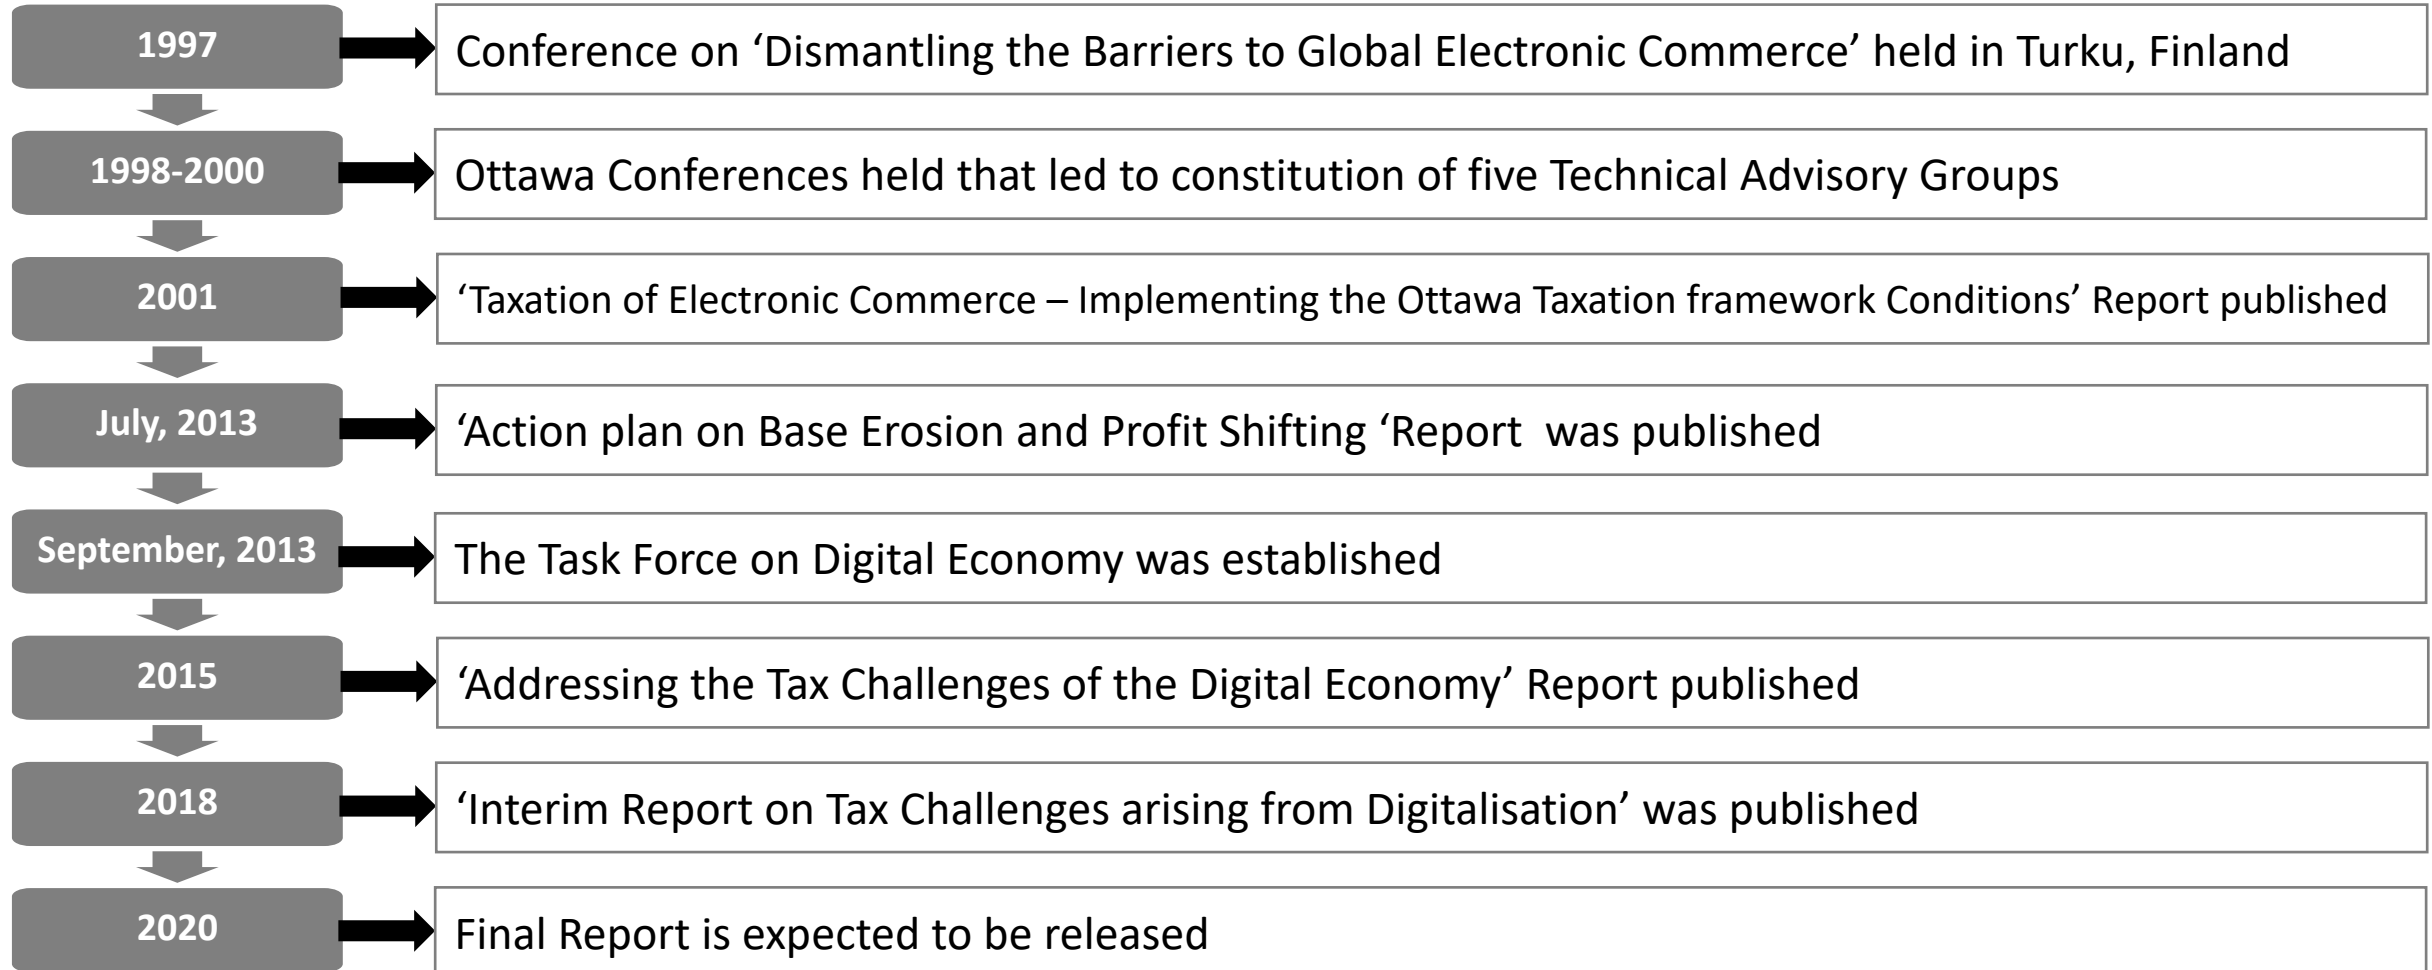 1997
Conference on ‘Dismantling the Barriers to Global Electronic Commerce’ held in Turku, Finland
1998-2000
Ottawa Conferences held that led to constitution of five Technical Advisory Groups
2001
‘Taxation of Electronic Commerce – Implementing the Ottawa Taxation framework Conditions’ Report published
July, 2013
‘Action plan on Base Erosion and Profit Shifting ‘Report  was published
September, 2013
The Task Force on Digital Economy was established
2015
‘Addressing the Tax Challenges of the Digital Economy’ Report published
2018
‘Interim Report on Tax Challenges arising from Digitalisation’ was published
2020
Final Report is expected to be released